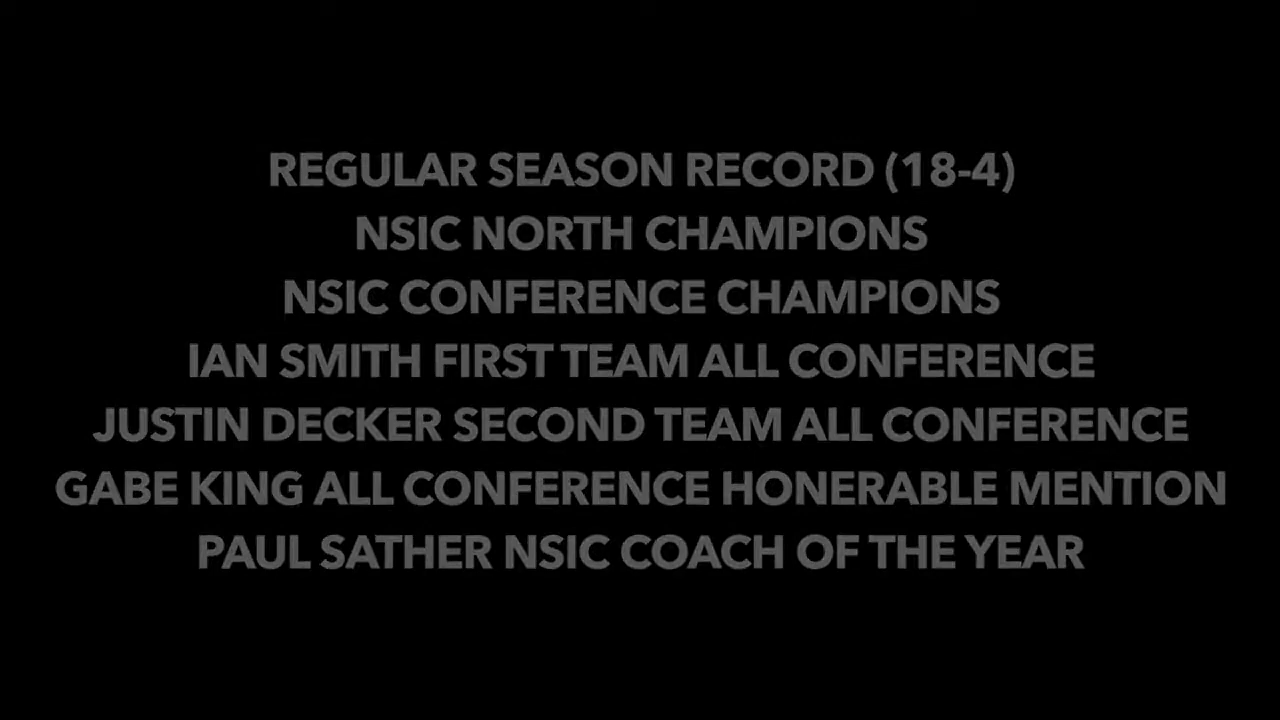 REGULAR SEASON RECORD (18-4)
NSIC NORTH CHAMPIONS
NSIC CONFERENCE CHAMPIONS
IAN SMITH FIRST TEAM ALL CONFERENCE
JUSTIN DECKER SECOND TEAM ALL CONFERENCE
GABE KING ALL CONFERENCE HONERABLE MENTION
PAUL SATHER NSIC COACH OF THE YEAR